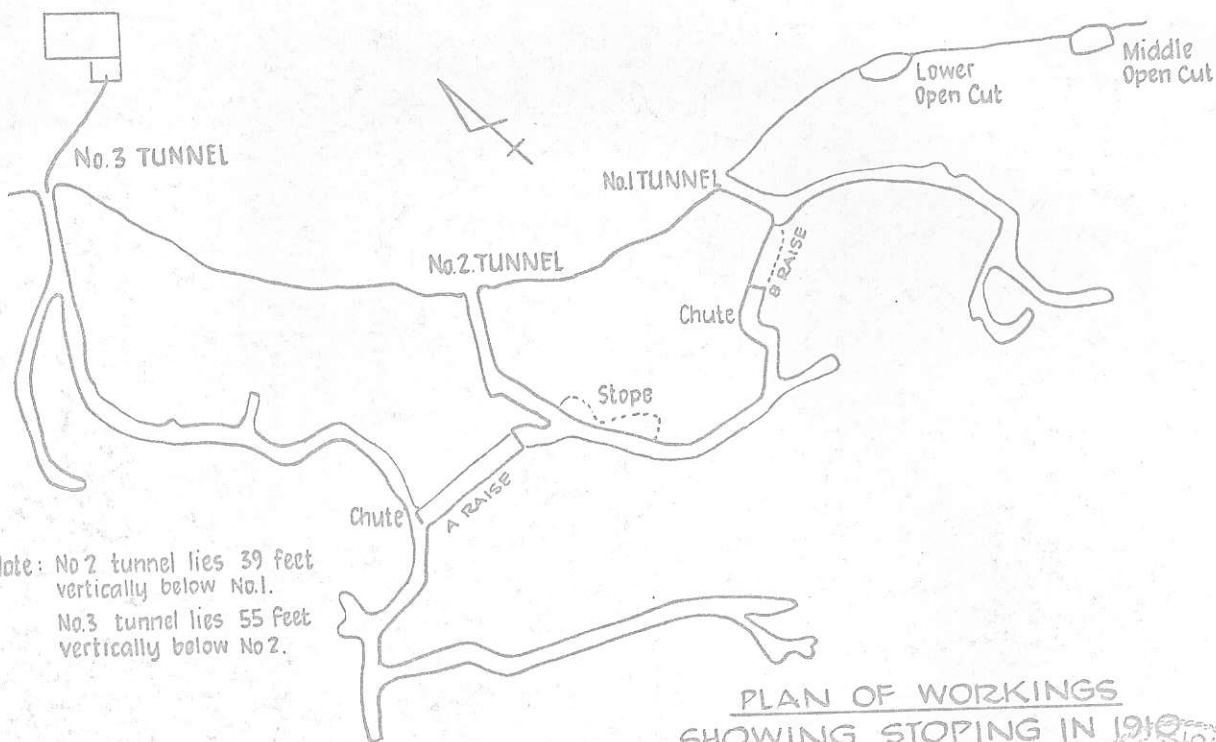 Middle
Open Cut
Lower
Open Cut
No.3 TUNNEL
No.1 TUNNEL
No.2.TUNNEL
B RAISE
Chute
Stope
A RAISE
Chute
Note: No 2 tunnel lies 39 feet
vertically below No.1.
No.3 tunnel lies 55 feet
vertically below No 2.
PLAN OF WORKINGS
SHOWING STOPING IN